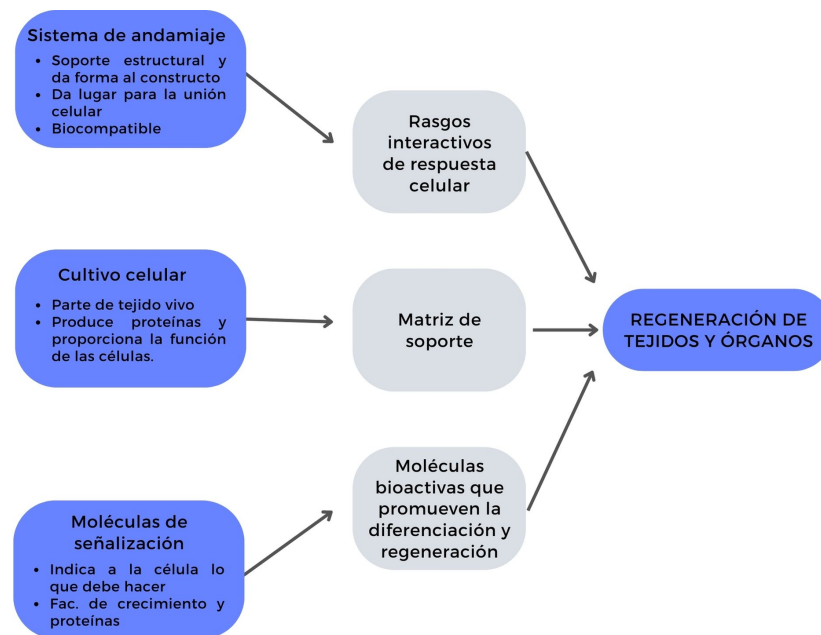 Sistema de andamiaje
• Soporte estructural y
da forma al constructo
• Da lugar para la unión
celular
• Biocompatible
Rasgos
interactivos
de respuesta
celular
Cultivo celular
• Parte de tejido vivo
• Produce proteínas y
proporciona la función
de las células.
Matriz de
soporte
REGENERACIÓN DE
TEJIDOS Y ÓRGANOS
Moléculas
bioactivas que
promueven la
diferenciación y
regeneración
Moléculas de
señalización
• Indica a la célula lo
que debe hacer
• Fac. de crecimiento y
proteínas